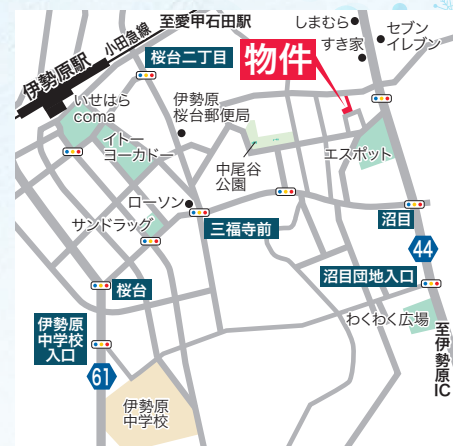 至愛甲石田駅
しまむら
セブン
イレブン
すき家
小田急線
伊勢原駅
桜台二丁目
物件
いせはら
coma
伊勢原
桜台郵便局
イトー
ヨーカドー
中尾谷
公園
エスポット
ローソン
サンドラッグ
三福寺前
沼目
44
沼目団地入口
桜台
わくわく広場
伊勢原
中学校
入口
61
至伊勢原IC
伊勢原
中学校